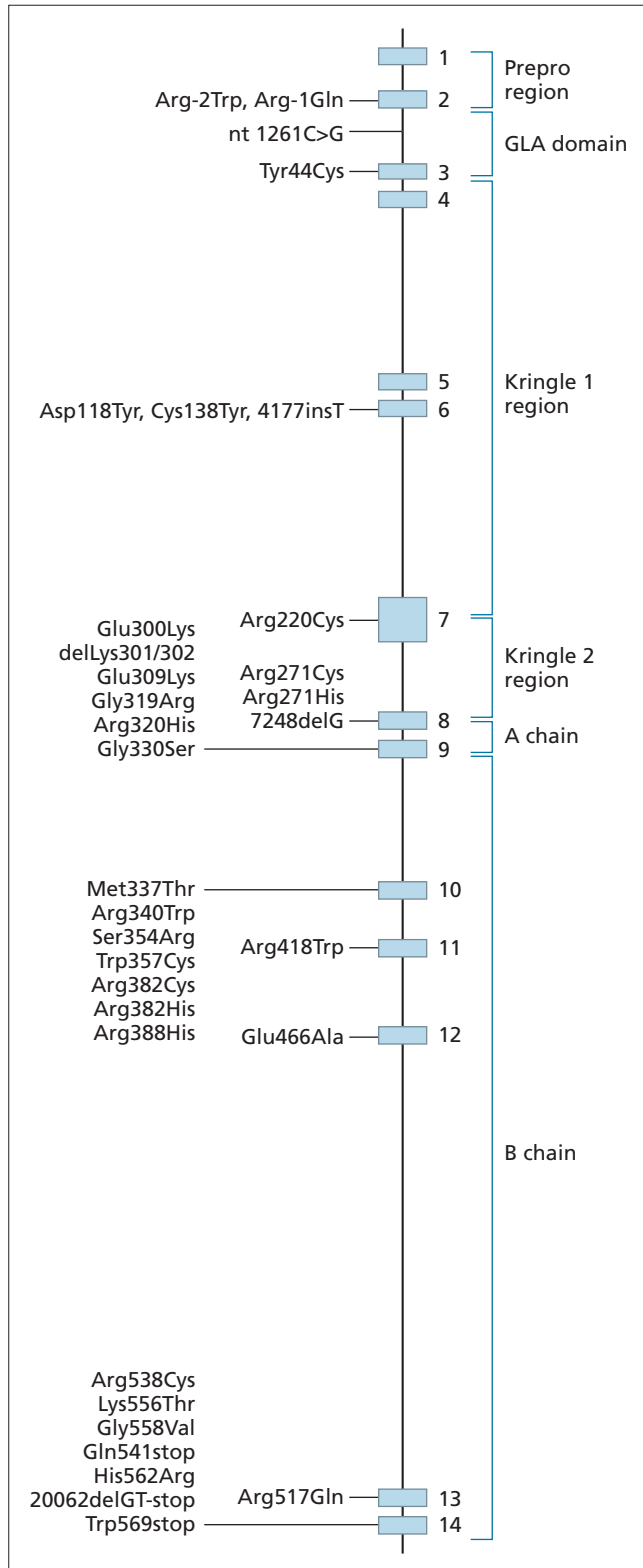 1
Prepro
region
Arg-2Trp, Arg-1Gln
2
nt 1261C>G
GLA domain
Tyr44Cys
3
4
5
Kringle 1
region
Asp118Tyr, Cys138Tyr, 4177insT
6
Arg220Cys
7
Glu300Lys
delLys301/302
Glu309Lys
Gly319Arg
Arg320His
Gly330Ser
Arg271Cys
Arg271His
7248delG
8
Kringle 2
region
A chain
9
Met337Thr
Arg340Trp
Ser354Arg
Trp357Cys
Arg382Cys
Arg382His
Arg388His
10
Arg418Trp
11
Glu466Ala
12
B chain
Arg538Cys
Lys556Thr
Gly558Val
Gln541stop
His562Arg
20062delGT-stop
Trp569stop
Arg517Gln
13
14